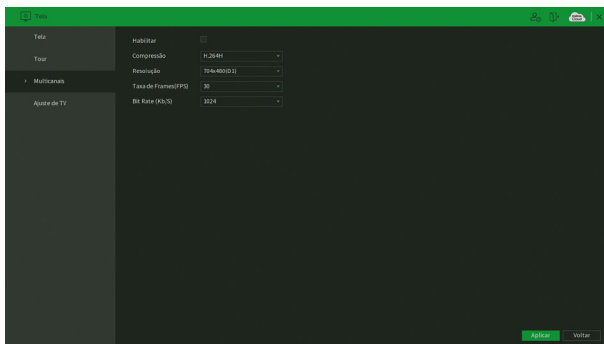 Tela
Tela
Tour
Multicanais
Ajuste de TV
Habilitar
Compressão H.264H
Resolução 704x480(D1)
Taxa de Frames(FPS) 30
Bit Rate (Kb/S) 1024
Aplicar Voltar